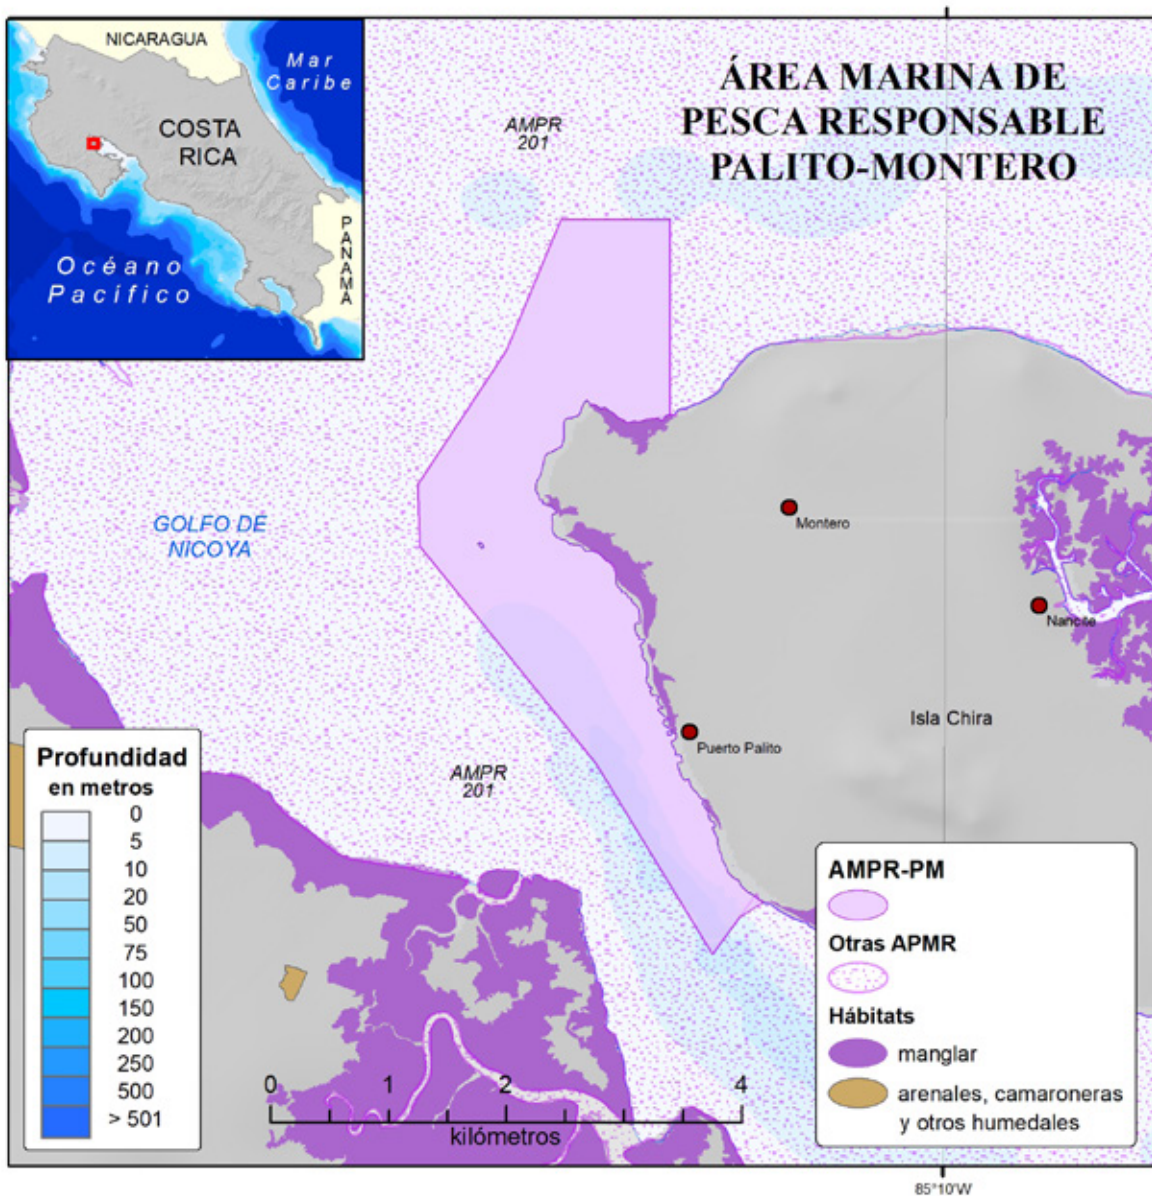 NICARAGUA
Mar
Caribe
COSTA
RICA
PANAMA
Océano
Pacífico
ÁREA MARINA DE
PESCA RESPONSABLE
PALITO-MONTERO
AMPR
201
GOLFO DE
NICOYA
Montero
Nancite
Isla Chira
Puerto Palito
AMPR
201
Profundidad
en metros
0
5
10
20
50
75
100
150
200
250
500
> 501
AMPR-PM
Otras APMR
Hábitats
manglar
arenales, camaroneras
y otros humedales
0 1 2 4
kilómetros
85°10'W